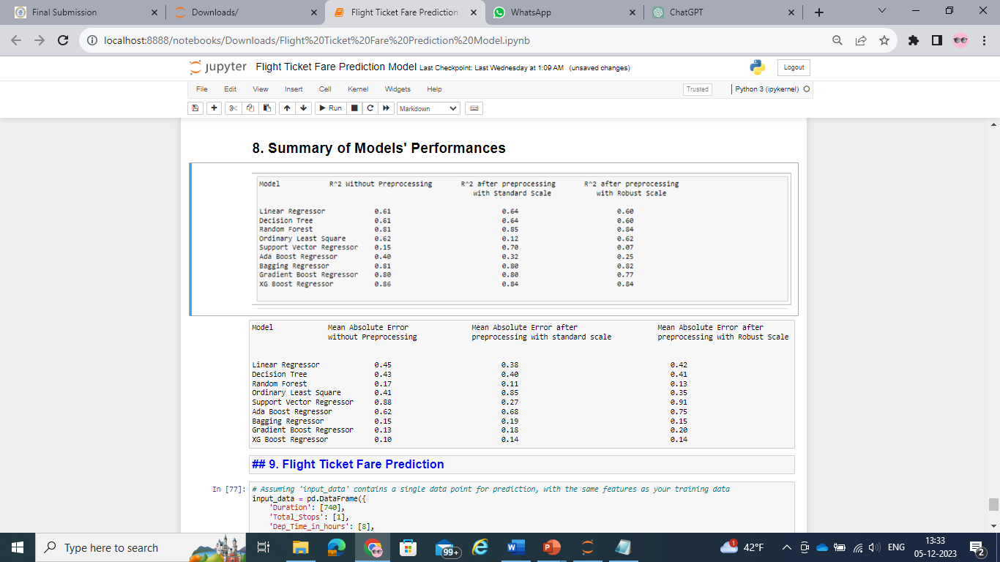 Final Submission
Downloads/
Flight Ticket Fare Prediction
WhatsApp
ChatGPT
localhost:8888/notebooks/Downloads/Flight%20Ticket%20Fare%20Prediction%20Model.ipynb
jupyter Flight Ticket Fare Prediction Model Last Checkpoint: Last Wednesday at 1:09 AM (unsaved changes)
Logout
File Edit View Insert Cell Kernel Widgets Help
Trusted
Python 3 (ipykernel)
Run
Markdown
8. Summary of Models' Performances
Model R^2 Without Preprocessing R^2 after preprocessing R^2 after preprocessing
with Standard Scale with Robust Scale
Linear Regressor 0.61 0.64 0.60
Decision Tree 0.61 0.64 0.60
Random Forest 0.81 0.85 0.84
Ordinary Least Square 0.62 0.12 0.62
Support Vector Regressor 0.15 0.70 0.07
Ada Boost Regressor 0.40 0.32 0.25
Bagging Regressor 0.81 0.80 0.82
Gradient Boost Regressor 0.80 0.80 0.77
XG Boost Regressor 0.86 0.84 0.84
Model Mean Absolute Error Mean Absolute Error after Mean Absolute Error after
without Preprocessing preprocessing with standard scale preprocessing with Robust Scale
Linear Regressor 0.45 0.38 0.42
Decision Tree 0.43 0.40 0.41
Random Forest 0.17 0.11 0.13
Ordinary Least Square 0.41 0.85 0.35
Support Vector Regressor 0.88 0.27 0.91
Ada Boost Regressor 0.62 0.68 0.75
Bagging Regressor 0.15 0.19 0.15
Gradient Boost Regressor 0.13 0.18 0.20
XG Boost Regressor 0.10 0.14 0.14
## 9. Flight Ticket Fare Prediction
In [77]: # Assuming 'input_data' contains a single data point for prediction, with the same features as your training data
input_data = pd.DataFrame({
'Duration': [740],
'Total_Stops': [1],
'Dep_Time_in_hours': [8],
Type here to search
99+
1
42°F
ENG
13:33
05-12-2023
2